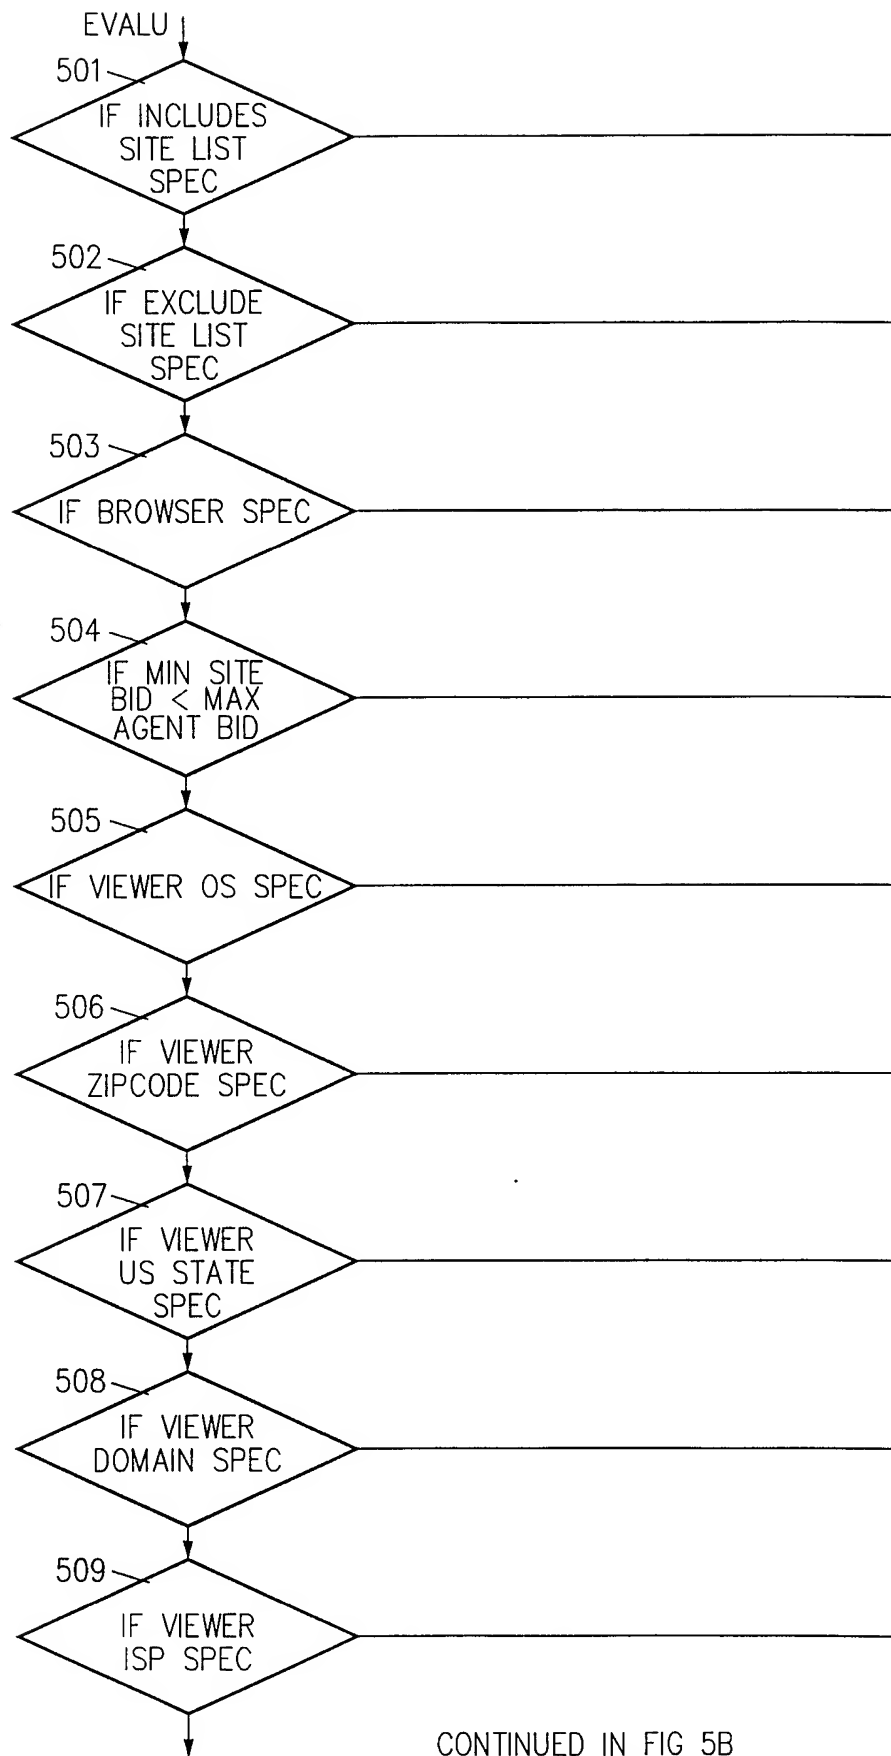 EVALU
501
IF INCLUDES
SITE LIST
SPEC
502
IF EXCLUDE
SITE LIST
SPEC
503
IF BROWSER SPEC
504
IF MIN SITE
BID < MAX
AGENT BID
505
IF VIEWER OS SPEC
506
IF VIEWER
ZIPCODE SPEC
507
IF VIEWER
US STATE
SPEC
508
IF VIEWER
DOMAIN SPEC
509
IF VIEWER
ISP SPEC
CONTINUED IN FIG 5B